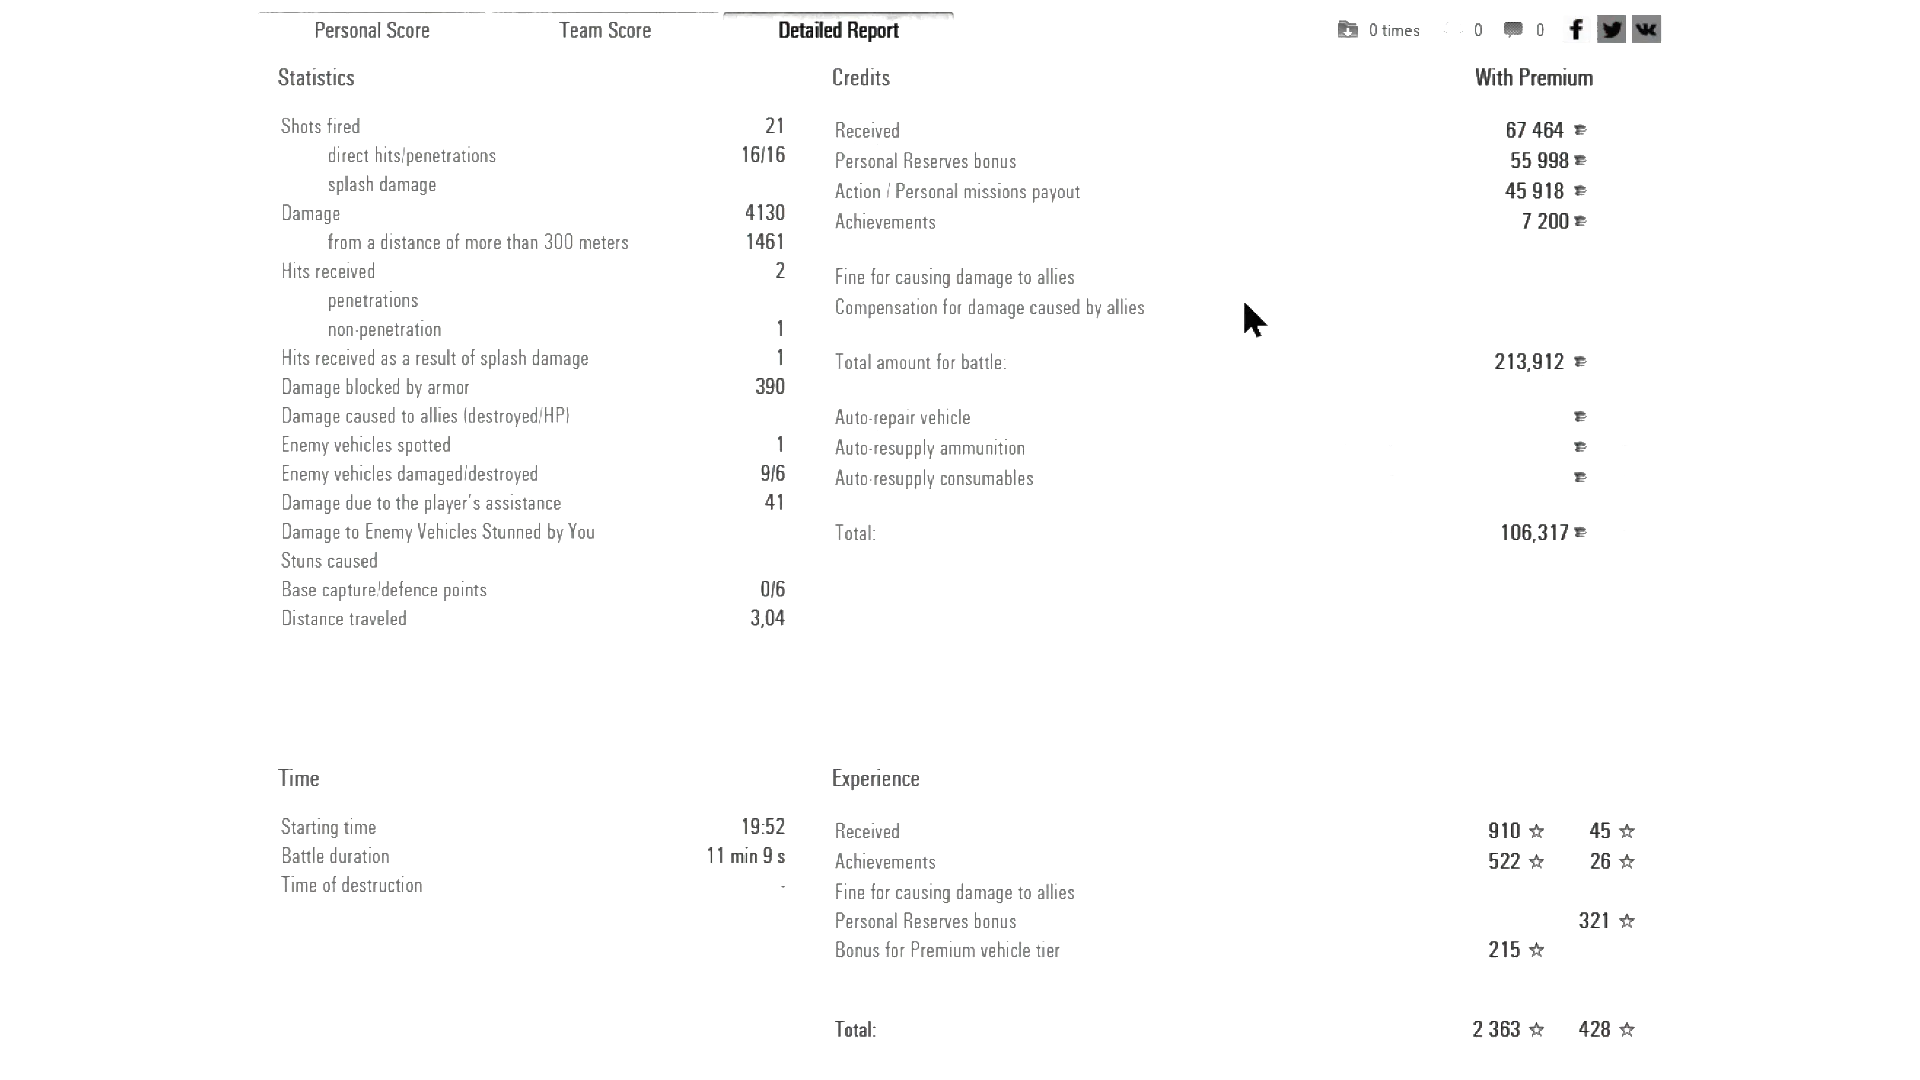 Personal Score Team Score Detailed Report 0 times 0 0
Statistics
Shots fired 21
direct hits/penetrations 16/16
splash damage
Damage 4130
from a distance of more than 300 meters 1461
Hits received 2
penetrations
non-penetration 1
Hits received as a result of splash damage 1
Damage blocked by armor 390
Damage caused to allies (destroyed/HP)
Enemy vehicles spotted 1
Enemy vehicles damaged/destroyed 9/6
Damage due to the player's assistance 41
Damage to Enemy Vehicles Stunned by You
Stuns caused
Base capture/defence points 0/6
Distance traveled 3,04
Credits With Premium
Received 67 464
Personal Reserves bonus 55 998
Action / Personal missions payout 45 918
Achievements 7 200
Fine for causing damage to allies
Compensation for damage caused by allies
Total amount for battle: 213,912
Auto-repair vehicle
Auto-resupply ammunition
Auto-resupply consumables
Total: 106,317
Time
Starting time 19:52
Battle duration 11 min 9 s
Time of destruction -
Experience
Received 910 45
Achievements 522 26
Fine for causing damage to allies
Personal Reserves bonus 321
Bonus for Premium vehicle tier 215
Total: 2 363 428